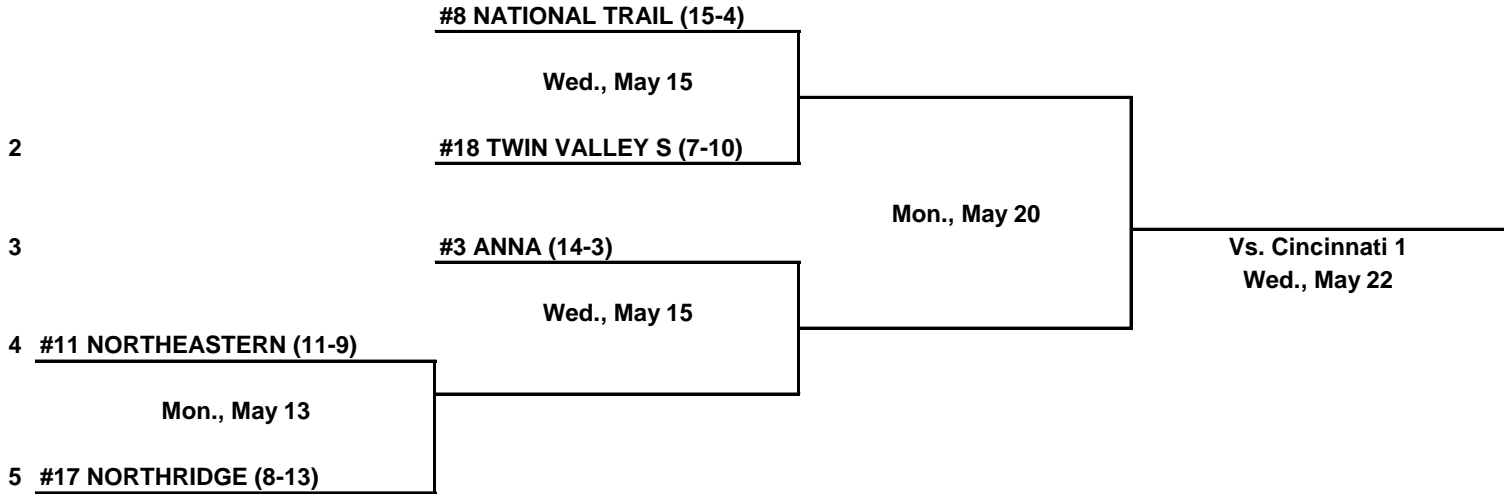 #8 NATIONAL TRAIL (15-4)
Wed., May 15
2 #18 TWIN VALLEY S (7-10)
Mon., May 20
3 #3 ANNA (14-3)
Vs. Cincinnati 1
Wed., May 22
Wed., May 15
4 #11 NORTHEASTERN (11-9)
Mon., May 13
5 #17 NORTHRIDGE (8-13)